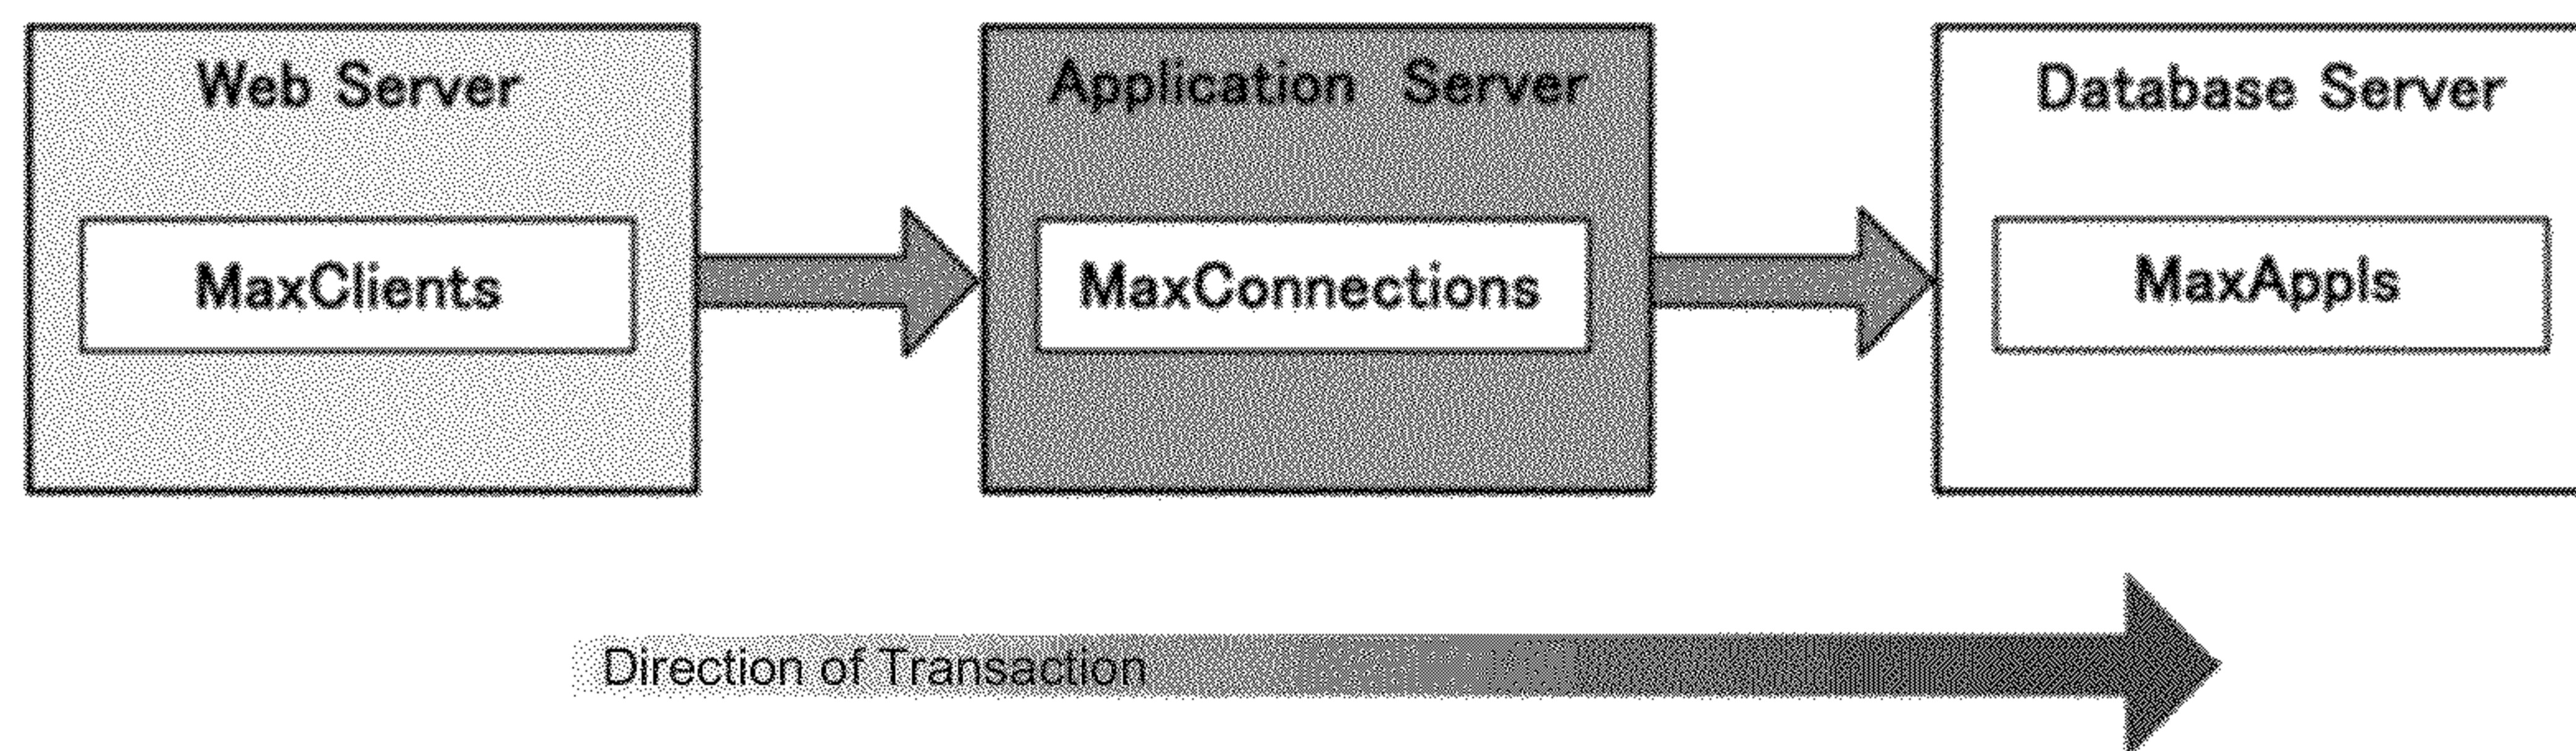 Web Server
Application Server
Database Server
MaxClients
MaxConnections
MaxAppls
Direction of Transaction